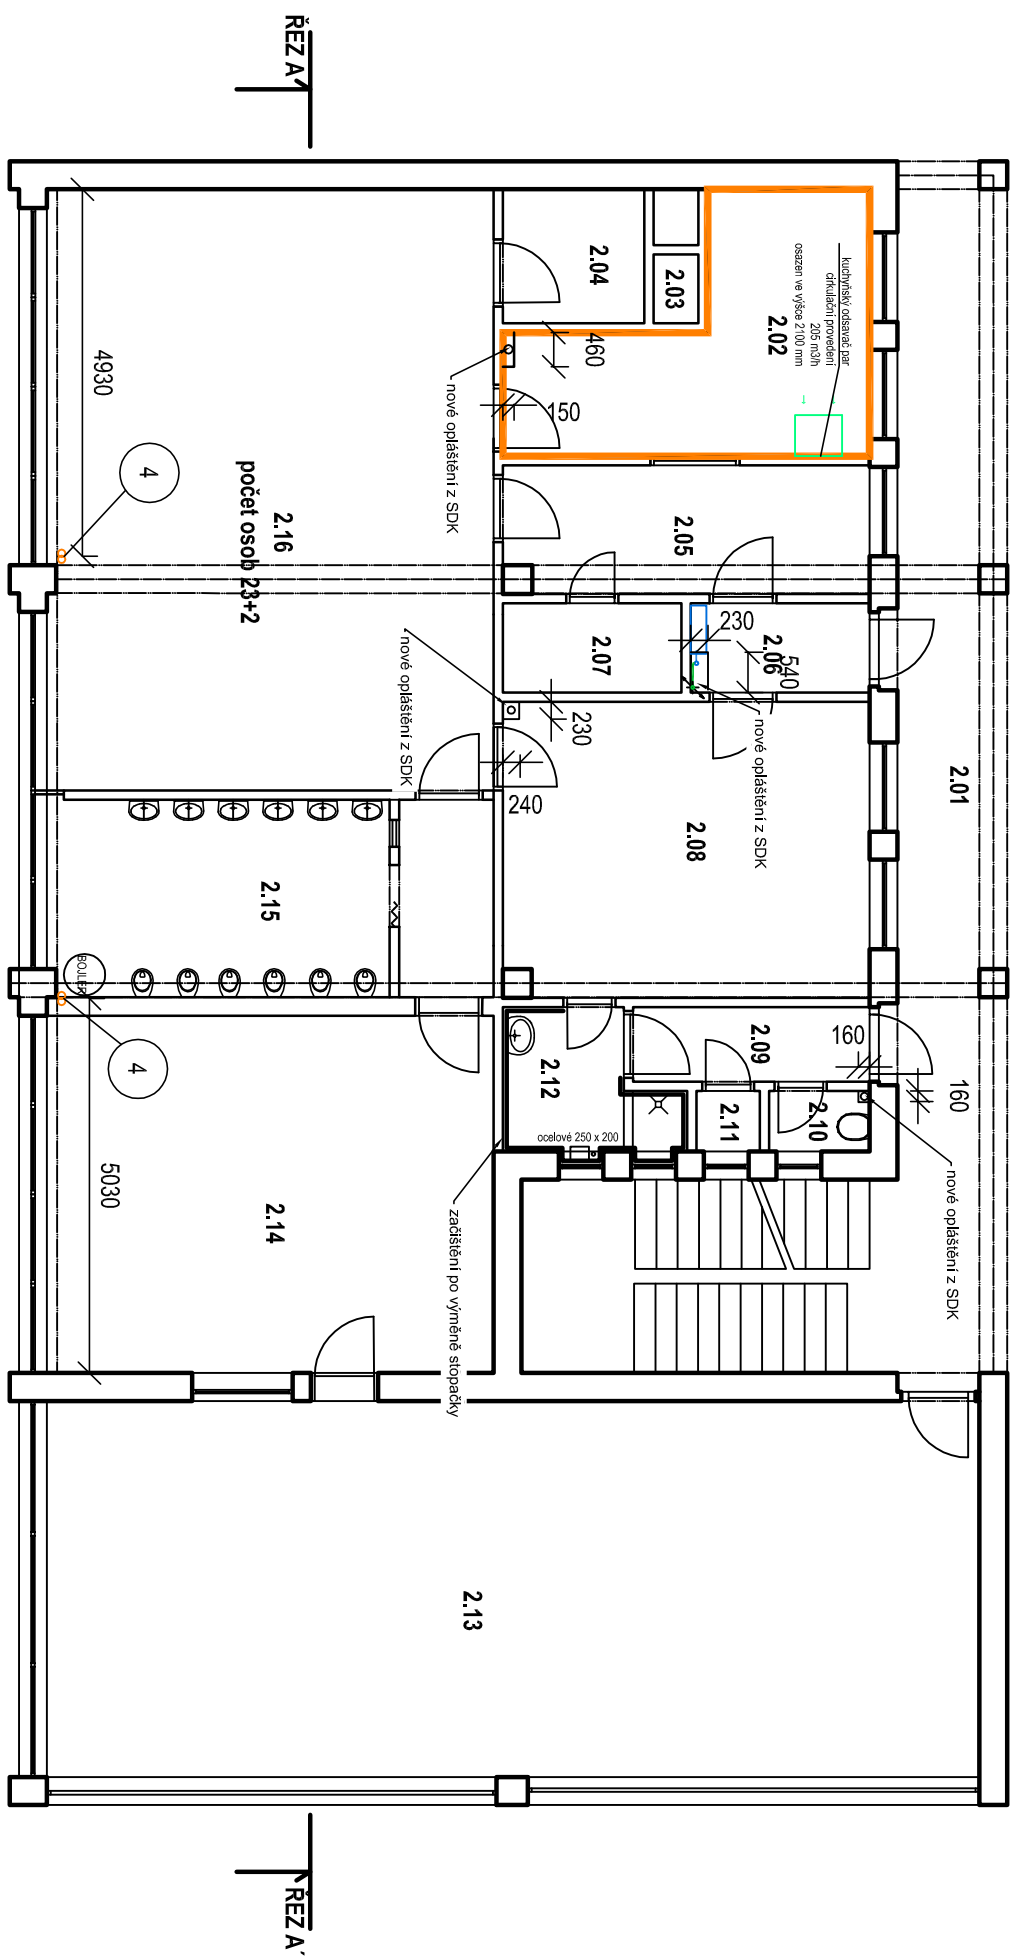 ŘEZ A'
2.04
2.03
2.02
kuchyňský odsavač par
cirkulační provedení
205 m3/h
osazen ve výšce 2100 mm
460
150
nové opláštění z SDK
4930
4
2.16
počet osob 23+2
2.05
2.07
2.06
230
540
nové opláštění z SDK
230
240
nové opláštění z SDK
2.01
2.08
2.15
BOJLER
4
2.09
160
160
2.12
2.11
2.10
ocelové 250 x 200
nové opláštění z SDK
začištění po výměně stopačky
5030
2.14
2.13
ŘEZ A'